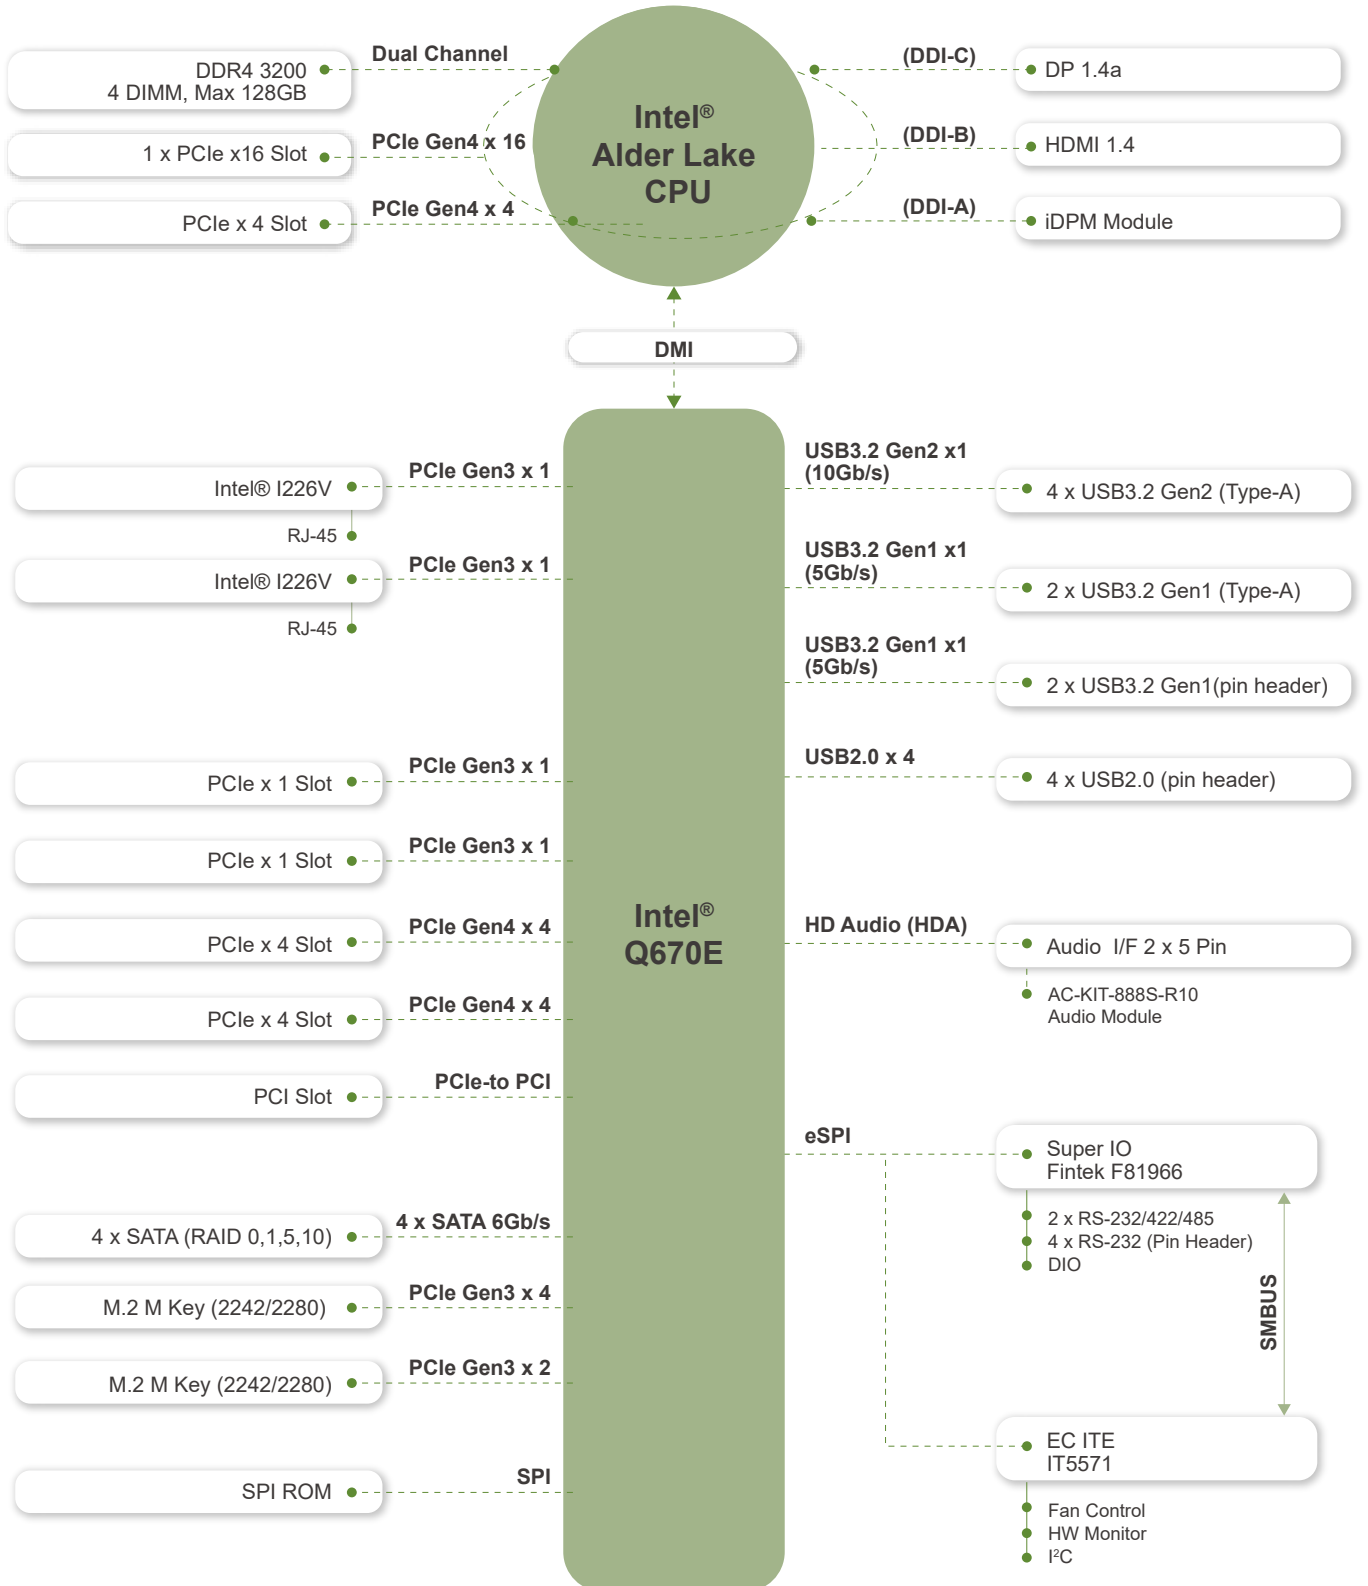 Dual Channel
DDR4 3200
4 DIMM, Max 128GB
PCIe Gen4 x 16
1 x PCIe x16 Slot
PCIe Gen4 x 4
PCIe x 4 Slot
Intel®
Alder Lake
CPU
(DDI-C)
DP 1.4a
(DDI-B)
HDMI 1.4
(DDI-A)
iDPM Module
DMI
PCIe Gen3 x 1
Intel® I226V
RJ-45
PCIe Gen3 x 1
Intel® I226V
RJ-45
PCIe Gen3 x 1
PCIe x 1 Slot
PCIe Gen3 x 1
PCIe x 1 Slot
PCIe Gen4 x 4
PCIe x 4 Slot
PCIe Gen4 x 4
PCIe x 4 Slot
PCIe-to PCI
PCI Slot
4 x SATA 6Gb/s
4 x SATA (RAID 0,1,5,10)
PCIe Gen3 x 4
M.2 M Key (2242/2280)
PCIe Gen3 x 2
M.2 M Key (2242/2280)
SPI
SPI ROM
Intel®
Q670E
USB3.2 Gen2 x1
(10Gb/s)
4 x USB3.2 Gen2 (Type-A)
USB3.2 Gen1 x1
(5Gb/s)
2 x USB3.2 Gen1 (Type-A)
USB3.2 Gen1 x1
(5Gb/s)
2 x USB3.2 Gen1(pin header)
USB2.0 x 4
4 x USB2.0 (pin header)
HD Audio (HDA)
Audio I/F 2 x 5 Pin
AC-KIT-888S-R10
Audio Module
eSPI
Super IO
Fintek F81966
2 x RS-232/422/485
4 x RS-232 (Pin Header)
DIO
SMBUS
EC ITE
IT5571
Fan Control
HW Monitor
I²C